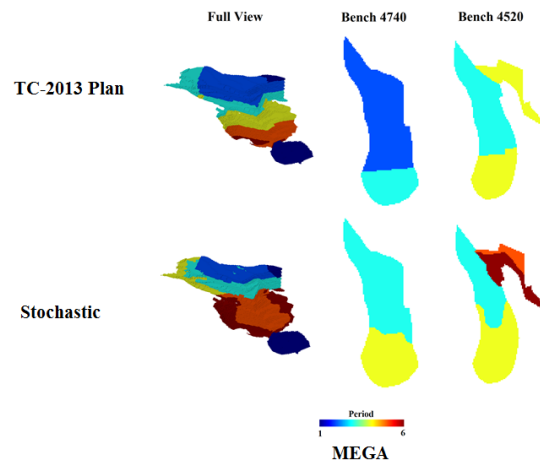 Full View Bench 4740 Bench 4520
TC-2013 Plan
Stochastic
Period
1 6
MEGA